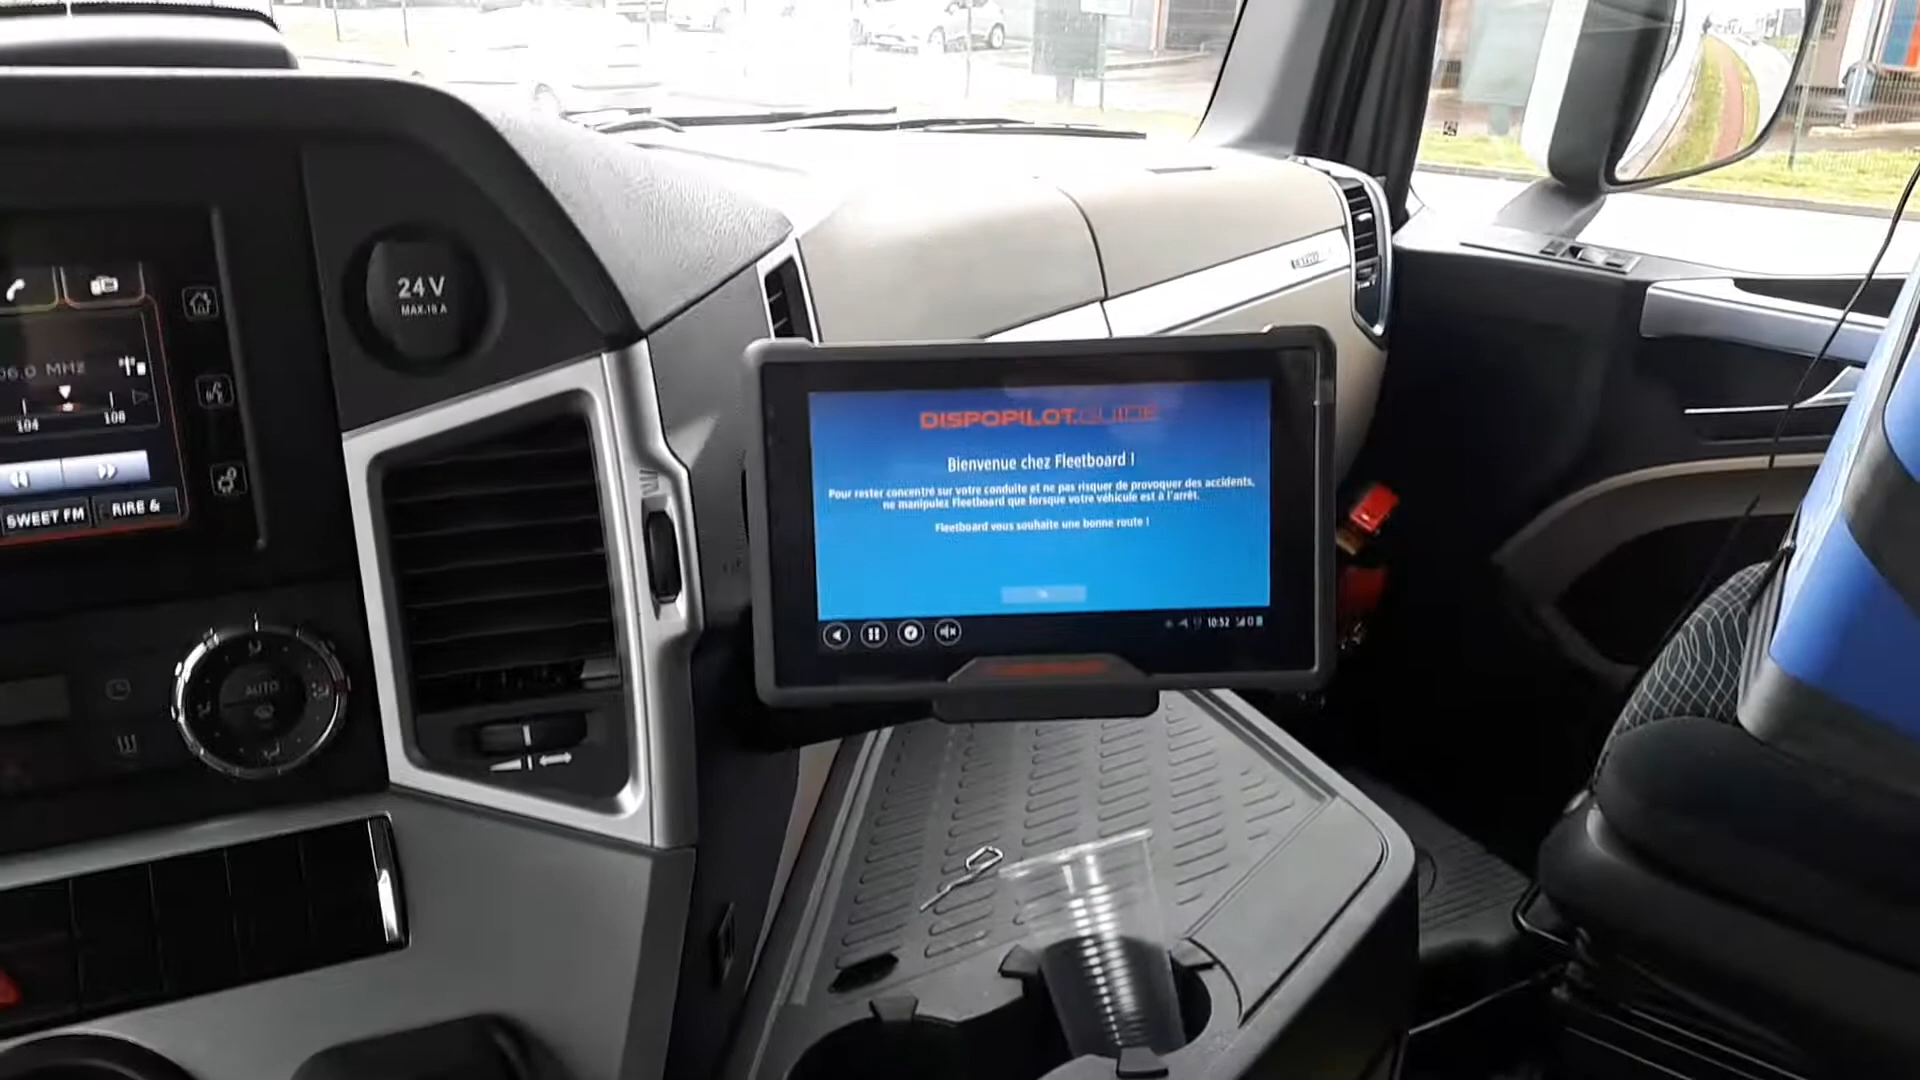 24V
MAX.18 A
06.0 MHz
104 108
SWEET FM RIRE &
AUTO
DISPOPILOT.GUIDE
Bienvenue chez Fleetboard !
Pour rester concentré sur votre conduite et ne pas risquer de provoquer des accidents,
ne manipulez Fleetboard que lorsque votre véhicule est à l'arrêt.
Fleetboard vous souhaite une bonne route !
10:52